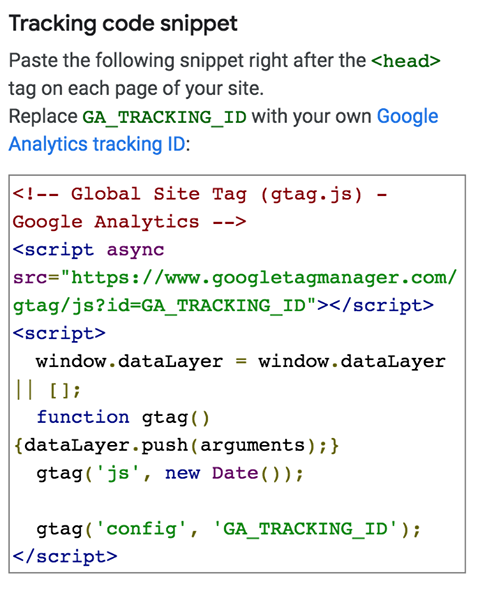 Tracking code snippet
Paste the following snippet right after the <head>
tag on each page of your site.
Replace GA_TRACKING_ID with your own Google
Analytics tracking ID:
<!-- Global Site Tag (gtag.js) -
Google Analytics -->
<script async
src="https://www.googletagmanager.com/
gtag/js?id=GA_TRACKING_ID"></script>
<script>
  window.dataLayer = window.dataLayer
|| [];
  function gtag()
{dataLayer.push(arguments);}
  gtag('js', new Date());

  gtag('config', 'GA_TRACKING_ID');
</script>